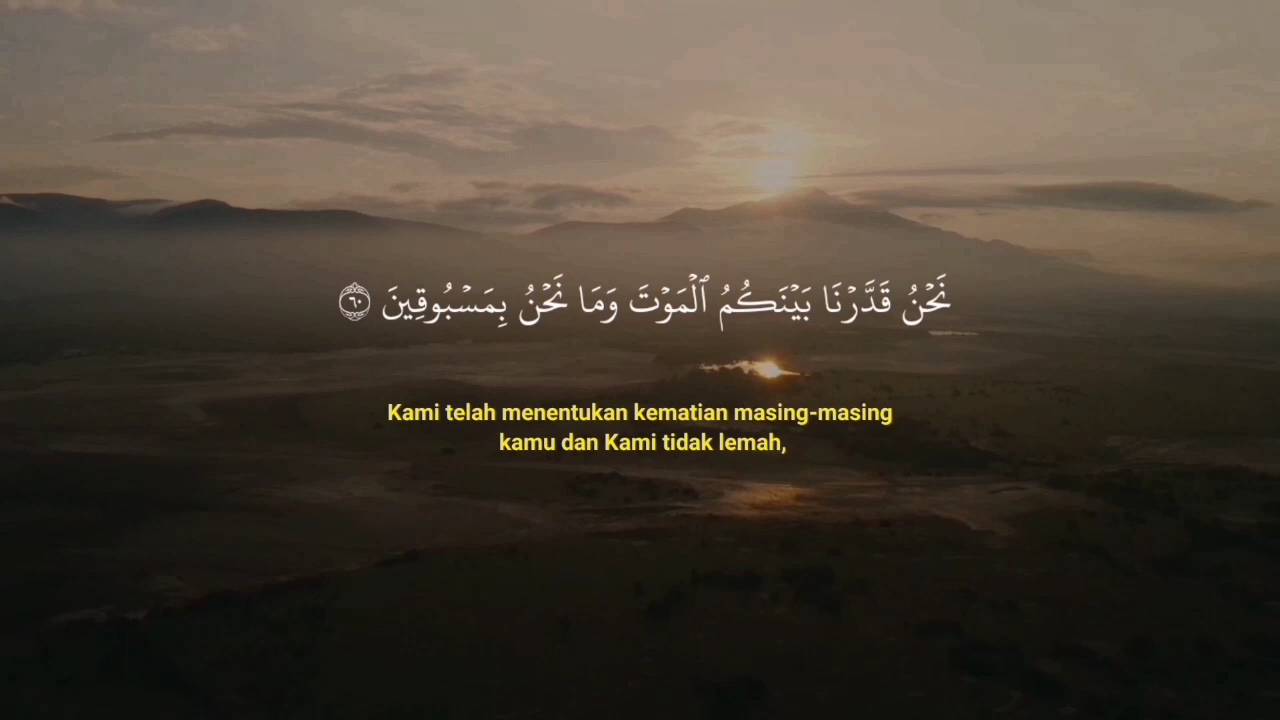 نَحْنُ قَدَّرْنَا بَيْنَكُمُ ٱلْمَوْتَ وَمَا نَحْنُ بِمَسْبُوقِينَ ٦٠
Kami telah menentukan kematian masing-masing
kamu dan Kami tidak lemah,